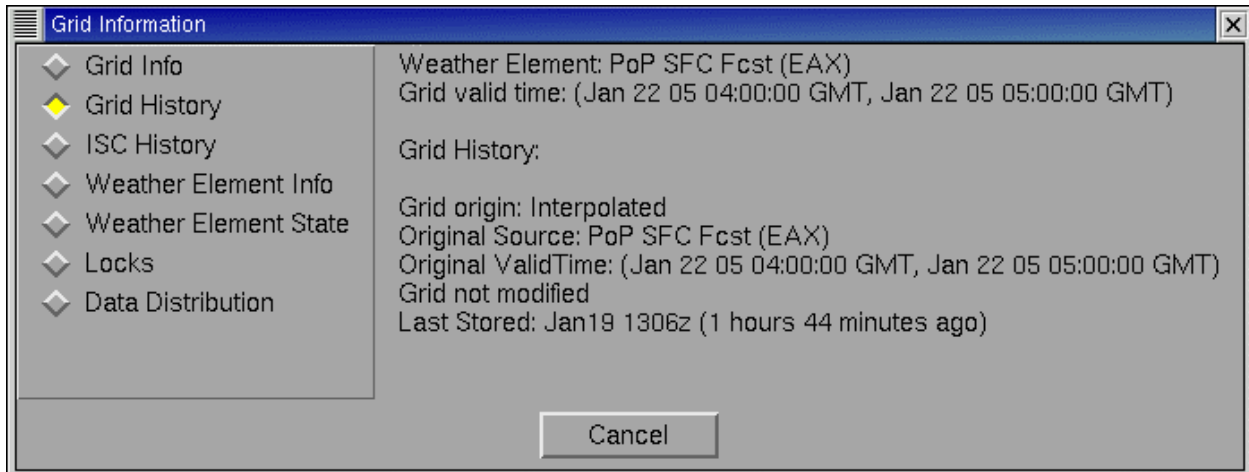 Grid Information
Grid Info
Grid History
ISC History
Weather Element Info
Weather Element State
Locks
Data Distribution
Weather Element: PoP SFC Fcst (EAX)
Grid valid time: (Jan 22 05 04:00:00 GMT, Jan 22 05 05:00:00 GMT)
Grid History:
Grid origin: Interpolated
Original Source: PoP SFC Fcst (EAX)
Original ValidTime: (Jan 22 05 04:00:00 GMT, Jan 22 05 05:00:00 GMT)
Grid not modified
Last Stored: Jan19 1306z (1 hours 44 minutes ago)
Cancel